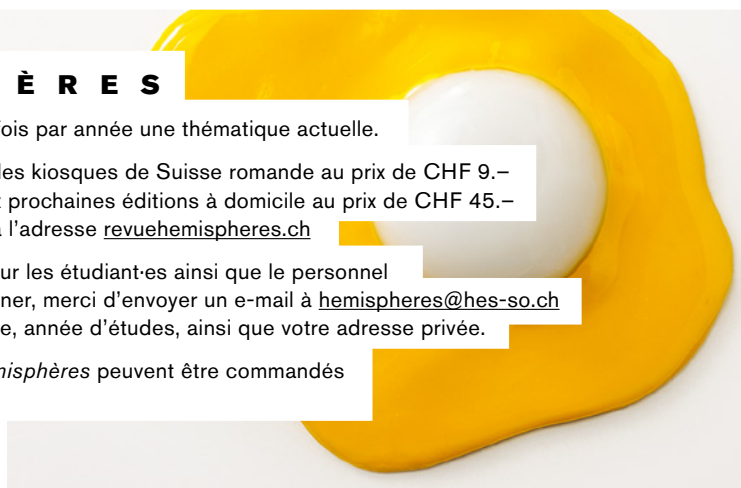 ÈRES
fois par année une thématique actuelle.
les kiosques de Suisse romande au prix de CHF 9.–
prochaines éditions à domicile au prix de CHF 45.–
l'adresse revuehemispheres.ch
ur les étudiant·es ainsi que le personnel
ner, merci d'envoyer un e-mail à hemispheres@hes-so.ch
e, année d'études, ainsi que votre adresse privée.
misphères peuvent être commandés